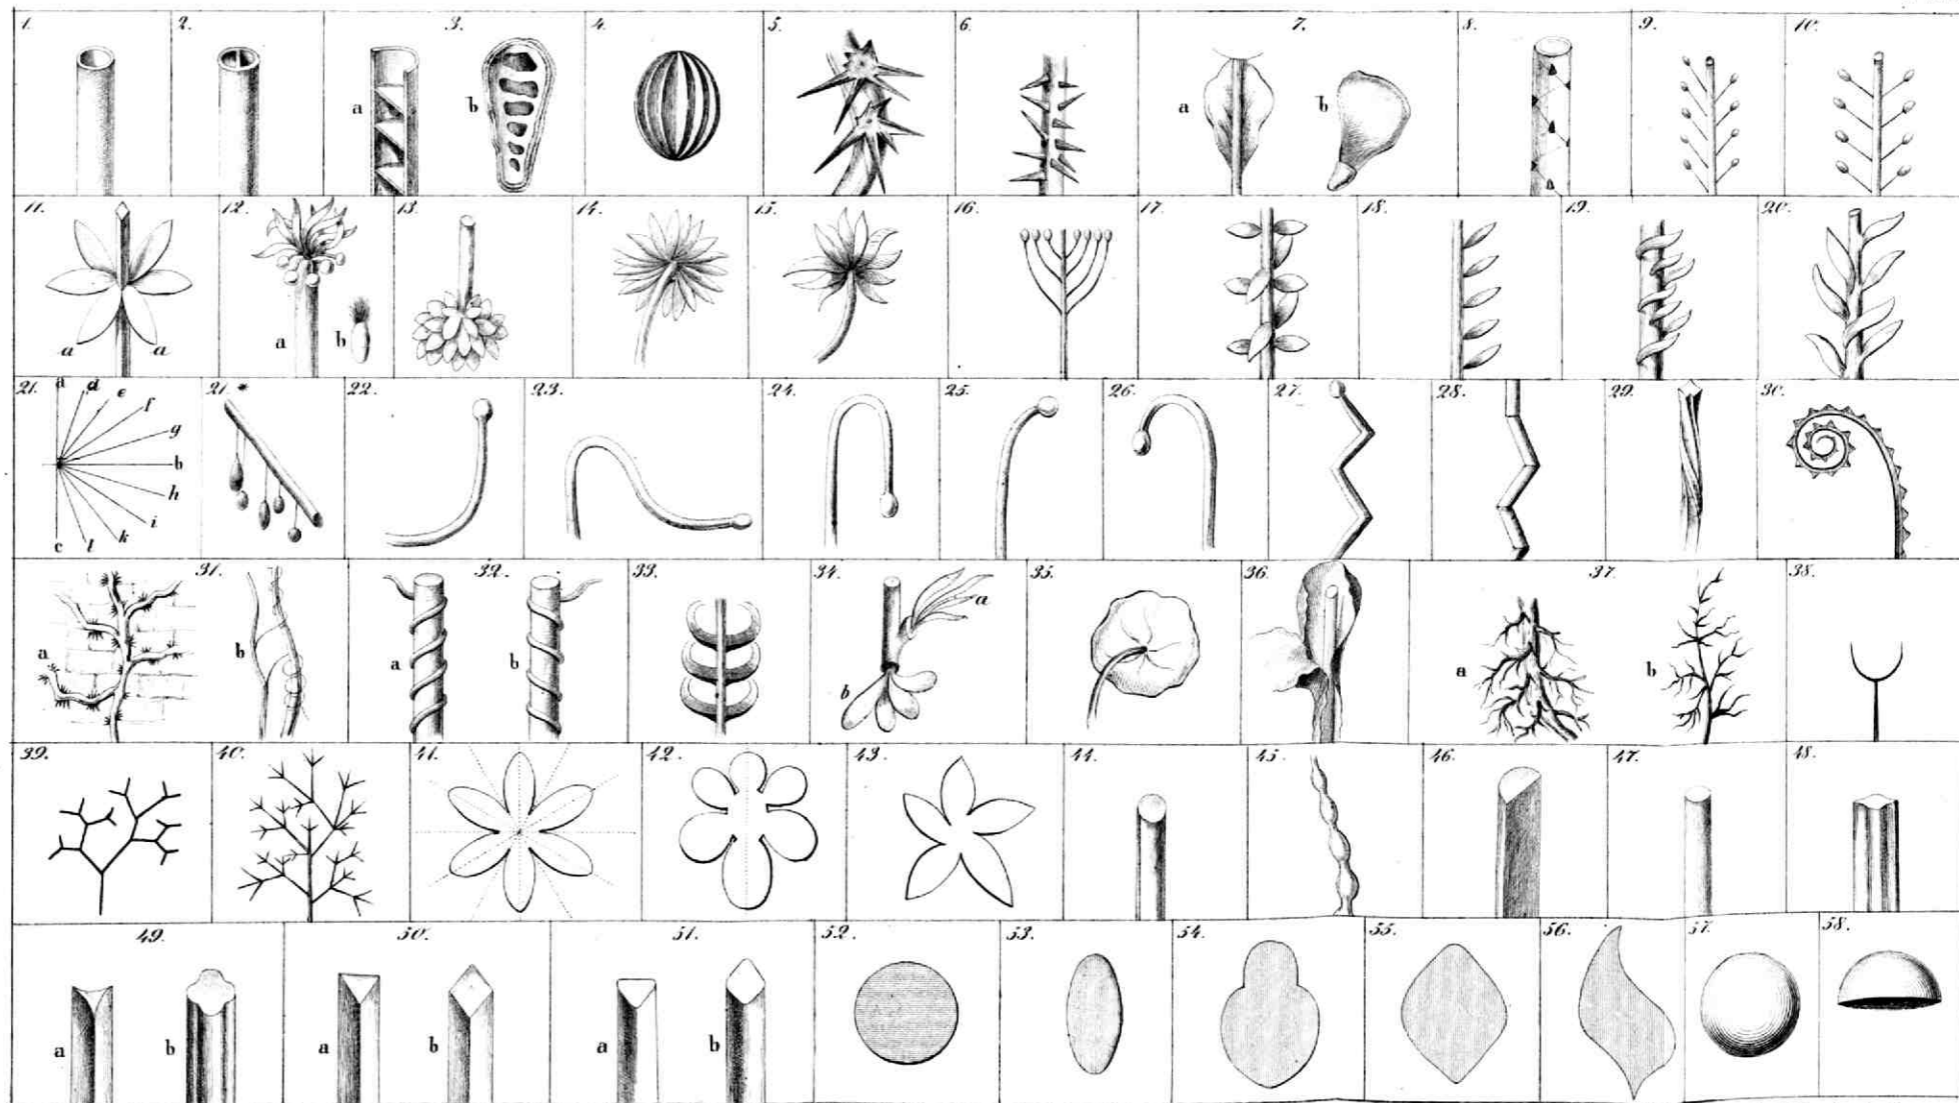 1. 2. 3. 4. 5. 6. 7. 8. 9. 10.
a b a b
11. 12. 13. 14. 15. 16. 17. 18. 19. 20.
a a a b
21. 21.* 22. 23. 24. 25. 26. 27. 28. 29. 30.
a d e f g b h i k l c
31. 32. 33. 34. 35. 36. 37. 38.
a b a b a b a b
39. 40. 41. 42. 43. 44. 45. 46. 47. 48.
49. 50. 51. 52. 53. 54. 55. 56. 57. 58.
a b a b a b